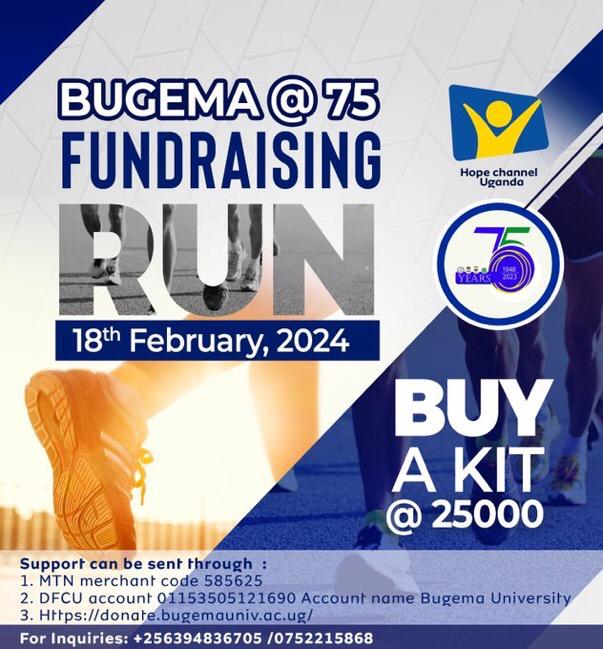 BUGEMA @ 75
FUNDRAISING
RUN
18th February, 2024
Hope channel
Uganda
75
YEARS
1948
2023
BUY
A KIT
@ 25000
Support can be sent through :
1. MTN merchant code 585625
2. DFCU account 01153505121690 Account name Bugema University
3. Https://donate.bugemauniv.ac.ug/
For Inquiries: +256394836705 /0752215868